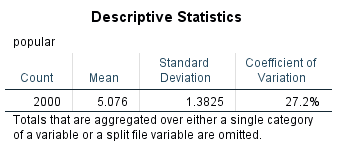 Descriptive Statistics
popular
Count Mean Standard Deviation Coefficient of Variation
2000 5.076 1.3825 27.2%
Totals that are aggregated over either a single category
of a variable or a split file variable are omitted.